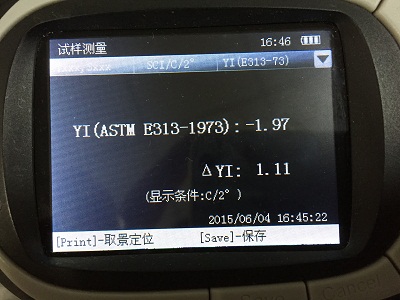 试样测量 16:46
SCI/C/2° YI(E313-73)
YI(ASTM E313-1973): -1.97
ΔYI: 1.11
(显示条件:C/2°)
2015/06/04 16:45:22
[Print]-取景定位 [Save]-保存
Cancel